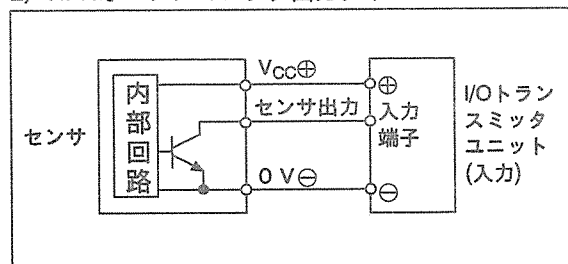 VCC⊕
センサ
内部回路
センサ出力
0 V⊖
⊕
入力
端子
⊖
I/Oトラン
スミッタ
ユニット
(入力)